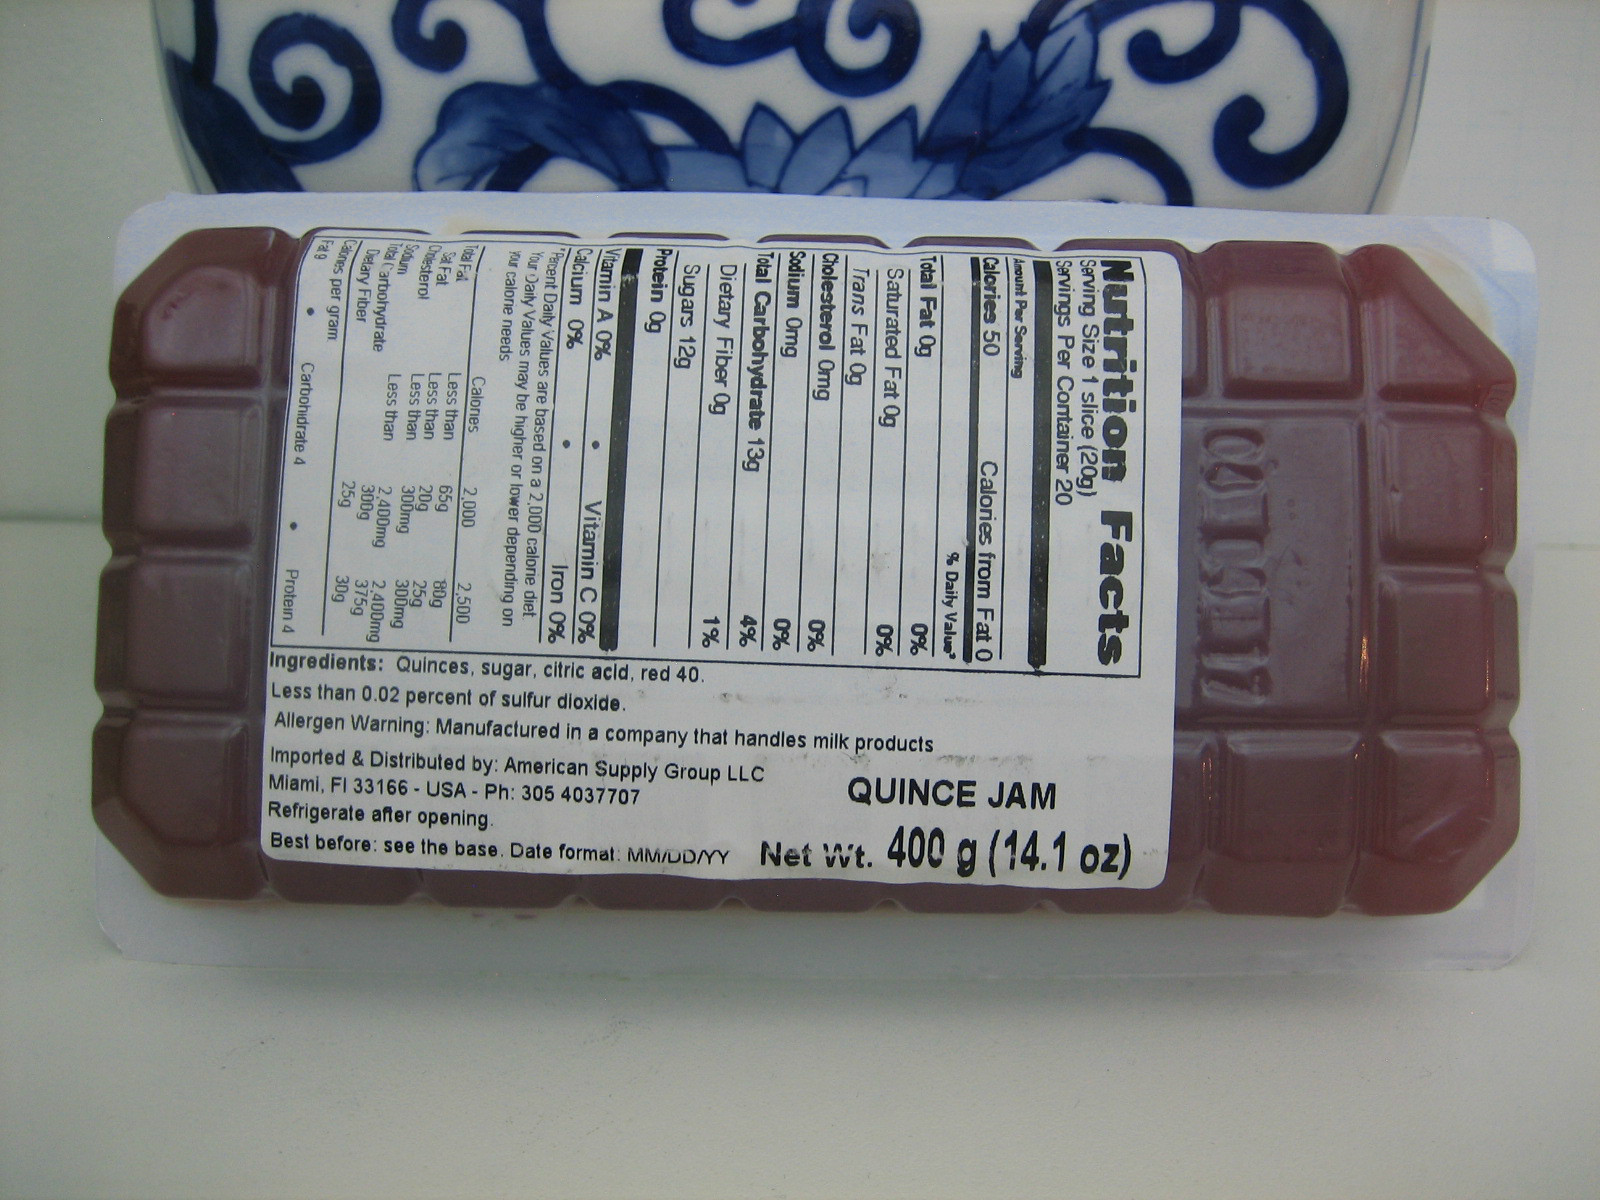 Nutrition Facts
Serving Size 1 slice (20g)
Servings Per Container 20
Amount Per Serving
Calories 50 Calories from Fat 0
% Daily Value*
Total Fat 0g 0%
Saturated Fat 0g 0%
Trans Fat 0g
Cholesterol 0mg 0%
Sodium 0mg 0%
Total Carbohydrate 13g 4%
Dietary Fiber 0g 1%
Sugars 12g
Protein 0g
Vitamin A 0% • Vitamin C 0%
Calcium 0% • Iron 0%
*Percent Daily Values are based on a 2,000 calorie diet.
Your Daily Values may be higher or lower depending on
your calorie needs
Calories 2,000 2,500
Total Fat Less than 65g 80g
Sat Fat Less than 20g 25g
Cholesterol Less than 300mg 300mg
Sodium Less than 2,400mg 2,400mg
Total Carbohydrate 300g 375g
Dietary Fiber 25g 30g
Calories per gram:
Fat 9 • Carbohidrate 4 • Protein 4
Ingredients: Quinces, sugar, citric acid, red 40.
Less than 0.02 percent of sulfur dioxide.
Allergen Warning: Manufactured in a company that handles milk products
Imported & Distributed by: American Supply Group LLC
Miami, Fl 33166 - USA - Ph: 305 4037707
Refrigerate after opening.
Best before: see the base. Date format: MM/DD/YY
QUINCE JAM
Net Wt. 400 g (14.1 oz)